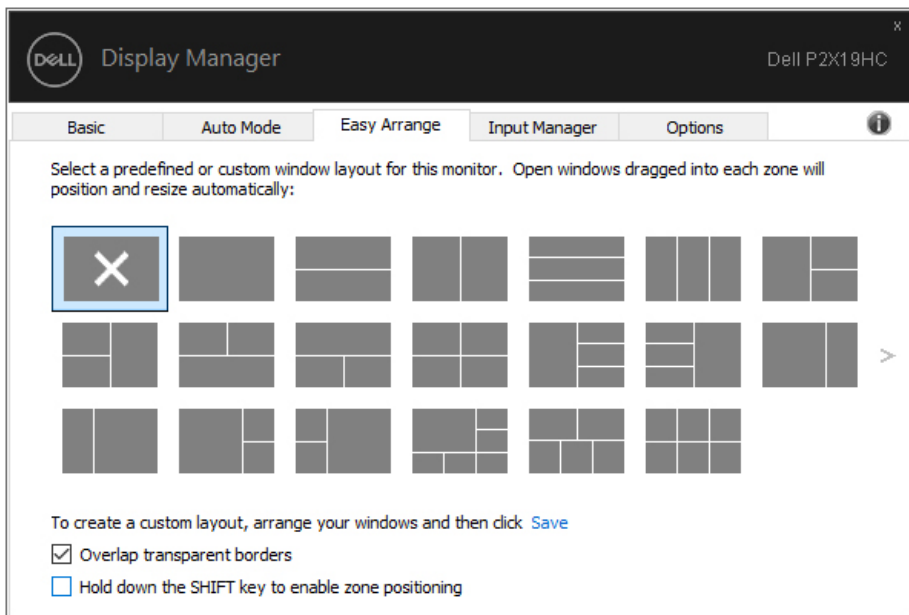 x
DELL Display Manager Dell P2X19HC
Basic Auto Mode Easy Arrange Input Manager Options
Select a predefined or custom window layout for this monitor. Open windows dragged into each zone will
position and resize automatically:
>
To create a custom layout, arrange your windows and then click Save
Overlap transparent borders
Hold down the SHIFT key to enable zone positioning